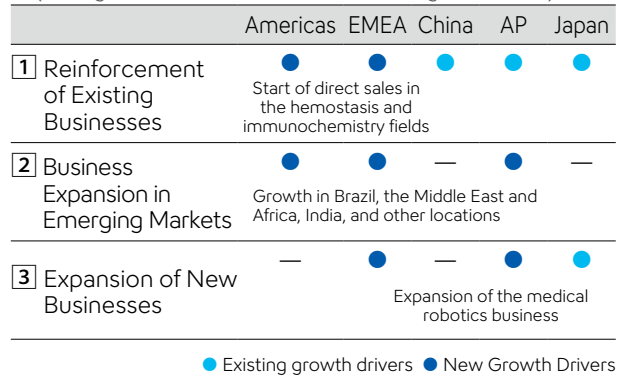 Americas EMEA China AP Japan
1 Reinforcement
of Existing
Businesses
Start of direct sales in
the hemostasis and
immunochemistry fields
2 Business
Expansion in
Emerging Markets
— —
Growth in Brazil, the Middle East and
Africa, India, and other locations
3 Expansion of New
Businesses
— —
Expansion of the medical
robotics business
● Existing growth drivers ● New Growth Drivers